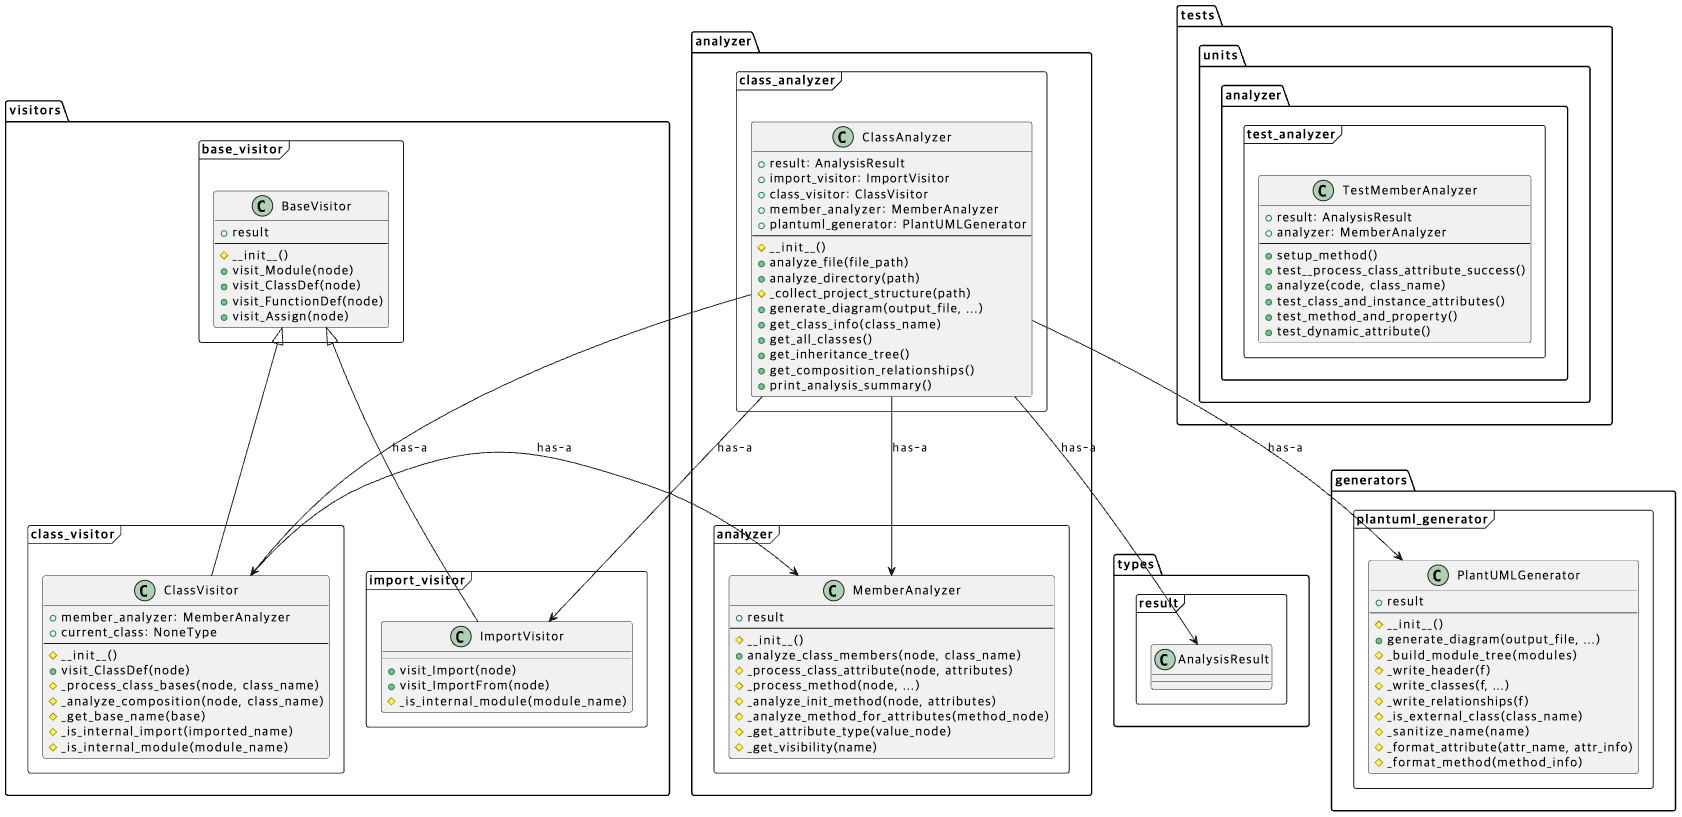 visitors
base_visitor
BaseVisitor
result
__init__()
visit_Module(node)
visit_ClassDef(node)
visit_FunctionDef(node)
visit_Assign(node)
class_visitor
ClassVisitor
member_analyzer: MemberAnalyzer
current_class: NoneType
__init__()
visit_ClassDef(node)
_process_class_bases(node, class_name)
_analyze_composition(node, class_name)
_get_base_name(base)
_is_internal_import(imported_name)
_is_internal_module(module_name)
import_visitor
ImportVisitor
visit_Import(node)
visit_ImportFrom(node)
_is_internal_module(module_name)
analyzer
class_analyzer
ClassAnalyzer
result: AnalysisResult
import_visitor: ImportVisitor
class_visitor: ClassVisitor
member_analyzer: MemberAnalyzer
plantuml_generator: PlantUMLGenerator
__init__()
analyze_file(file_path)
analyze_directory(path)
_collect_project_structure(path)
generate_diagram(output_file, ...)
get_class_info(class_name)
get_all_classes()
get_inheritance_tree()
get_composition_relationships()
print_analysis_summary()
has-a
has-a
has-a
has-a
has-a
has-a
analyzer
MemberAnalyzer
result
__init__()
analyze_class_members(node, class_name)
_process_class_attribute(node, attributes)
_process_method(node, ...)
_analyze_init_method(node, attributes)
_analyze_method_for_attributes(method_node)
_get_attribute_type(value_node)
_get_visibility(name)
tests
units
analyzer
test_analyzer
TestMemberAnalyzer
result: AnalysisResult
analyzer: MemberAnalyzer
setup_method()
test__process_class_attribute_success()
analyze(code, class_name)
test_class_and_instance_attributes()
test_method_and_property()
test_dynamic_attribute()
types
result
AnalysisResult
generators
plantuml_generator
PlantUMLGenerator
result
__init__()
generate_diagram(output_file, ...)
_build_module_tree(modules)
_write_header(f)
_write_classes(f, ...)
_write_relationships(f)
_is_external_class(class_name)
_sanitize_name(name)
_format_attribute(attr_name, attr_info)
_format_method(method_info)